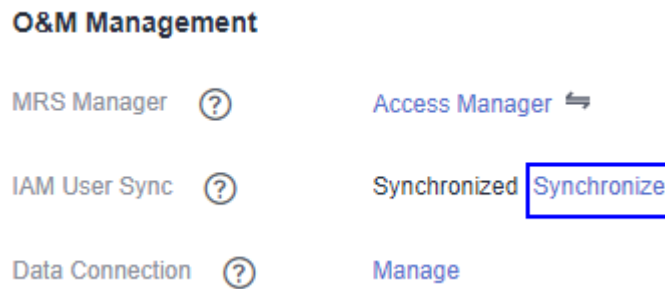 O&M Management
MRS Manager ? Access Manager
IAM User Sync ? Synchronized Synchronize
Data Connection ? Manage